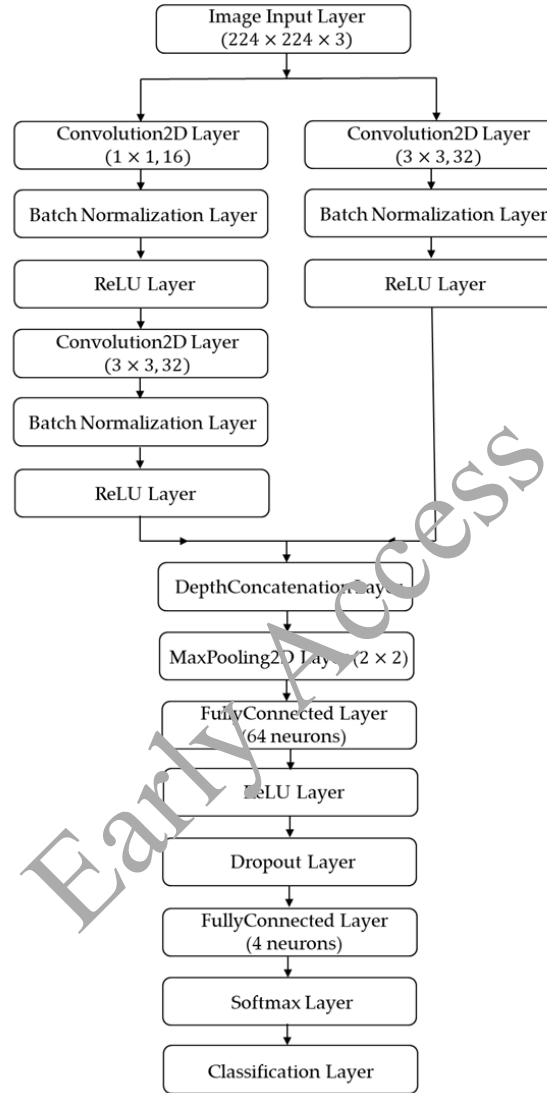 Image Input Layer
(224 × 224 × 3)
Convolution2D Layer
(1 × 1, 16)
Batch Normalization Layer
ReLU Layer
Convolution2D Layer
(3 × 3, 32)
Batch Normalization Layer
ReLU Layer
Convolution2D Layer
(3 × 3, 32)
Batch Normalization Layer
ReLU Layer
DepthConcatenation Layer
MaxPooling2D Layer (2 × 2)
FullyConnected Layer
(64 neurons)
ReLU Layer
Dropout Layer
FullyConnected Layer
(4 neurons)
Softmax Layer
Classification Layer
Early Access